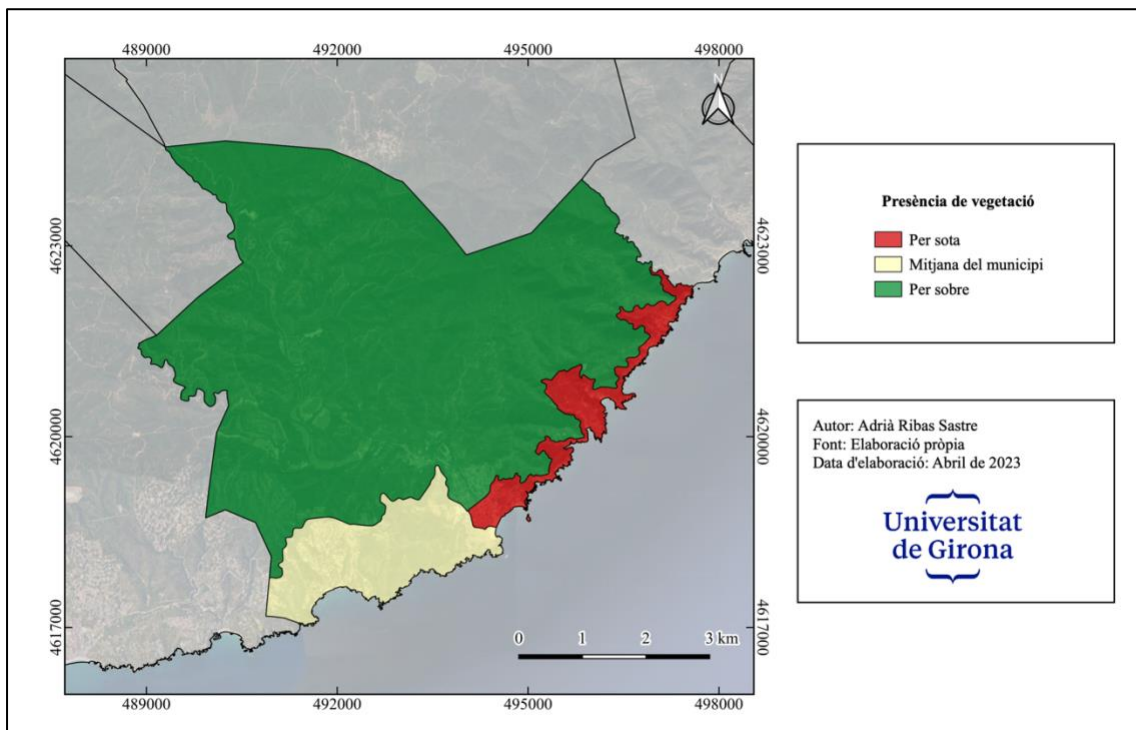 489000
492000
495000
498000
N
4623000
4623000
4620000
4620000
4617000
4617000
0 1 2 3 km
489000
492000
495000
498000
Presència de vegetació
Per sota
Mitjana del municipi
Per sobre
Autor: Adrià Ribas Sastre
Font: Elaboració pròpia
Data d'elaboració: Abril de 2023
Universitat
de Girona